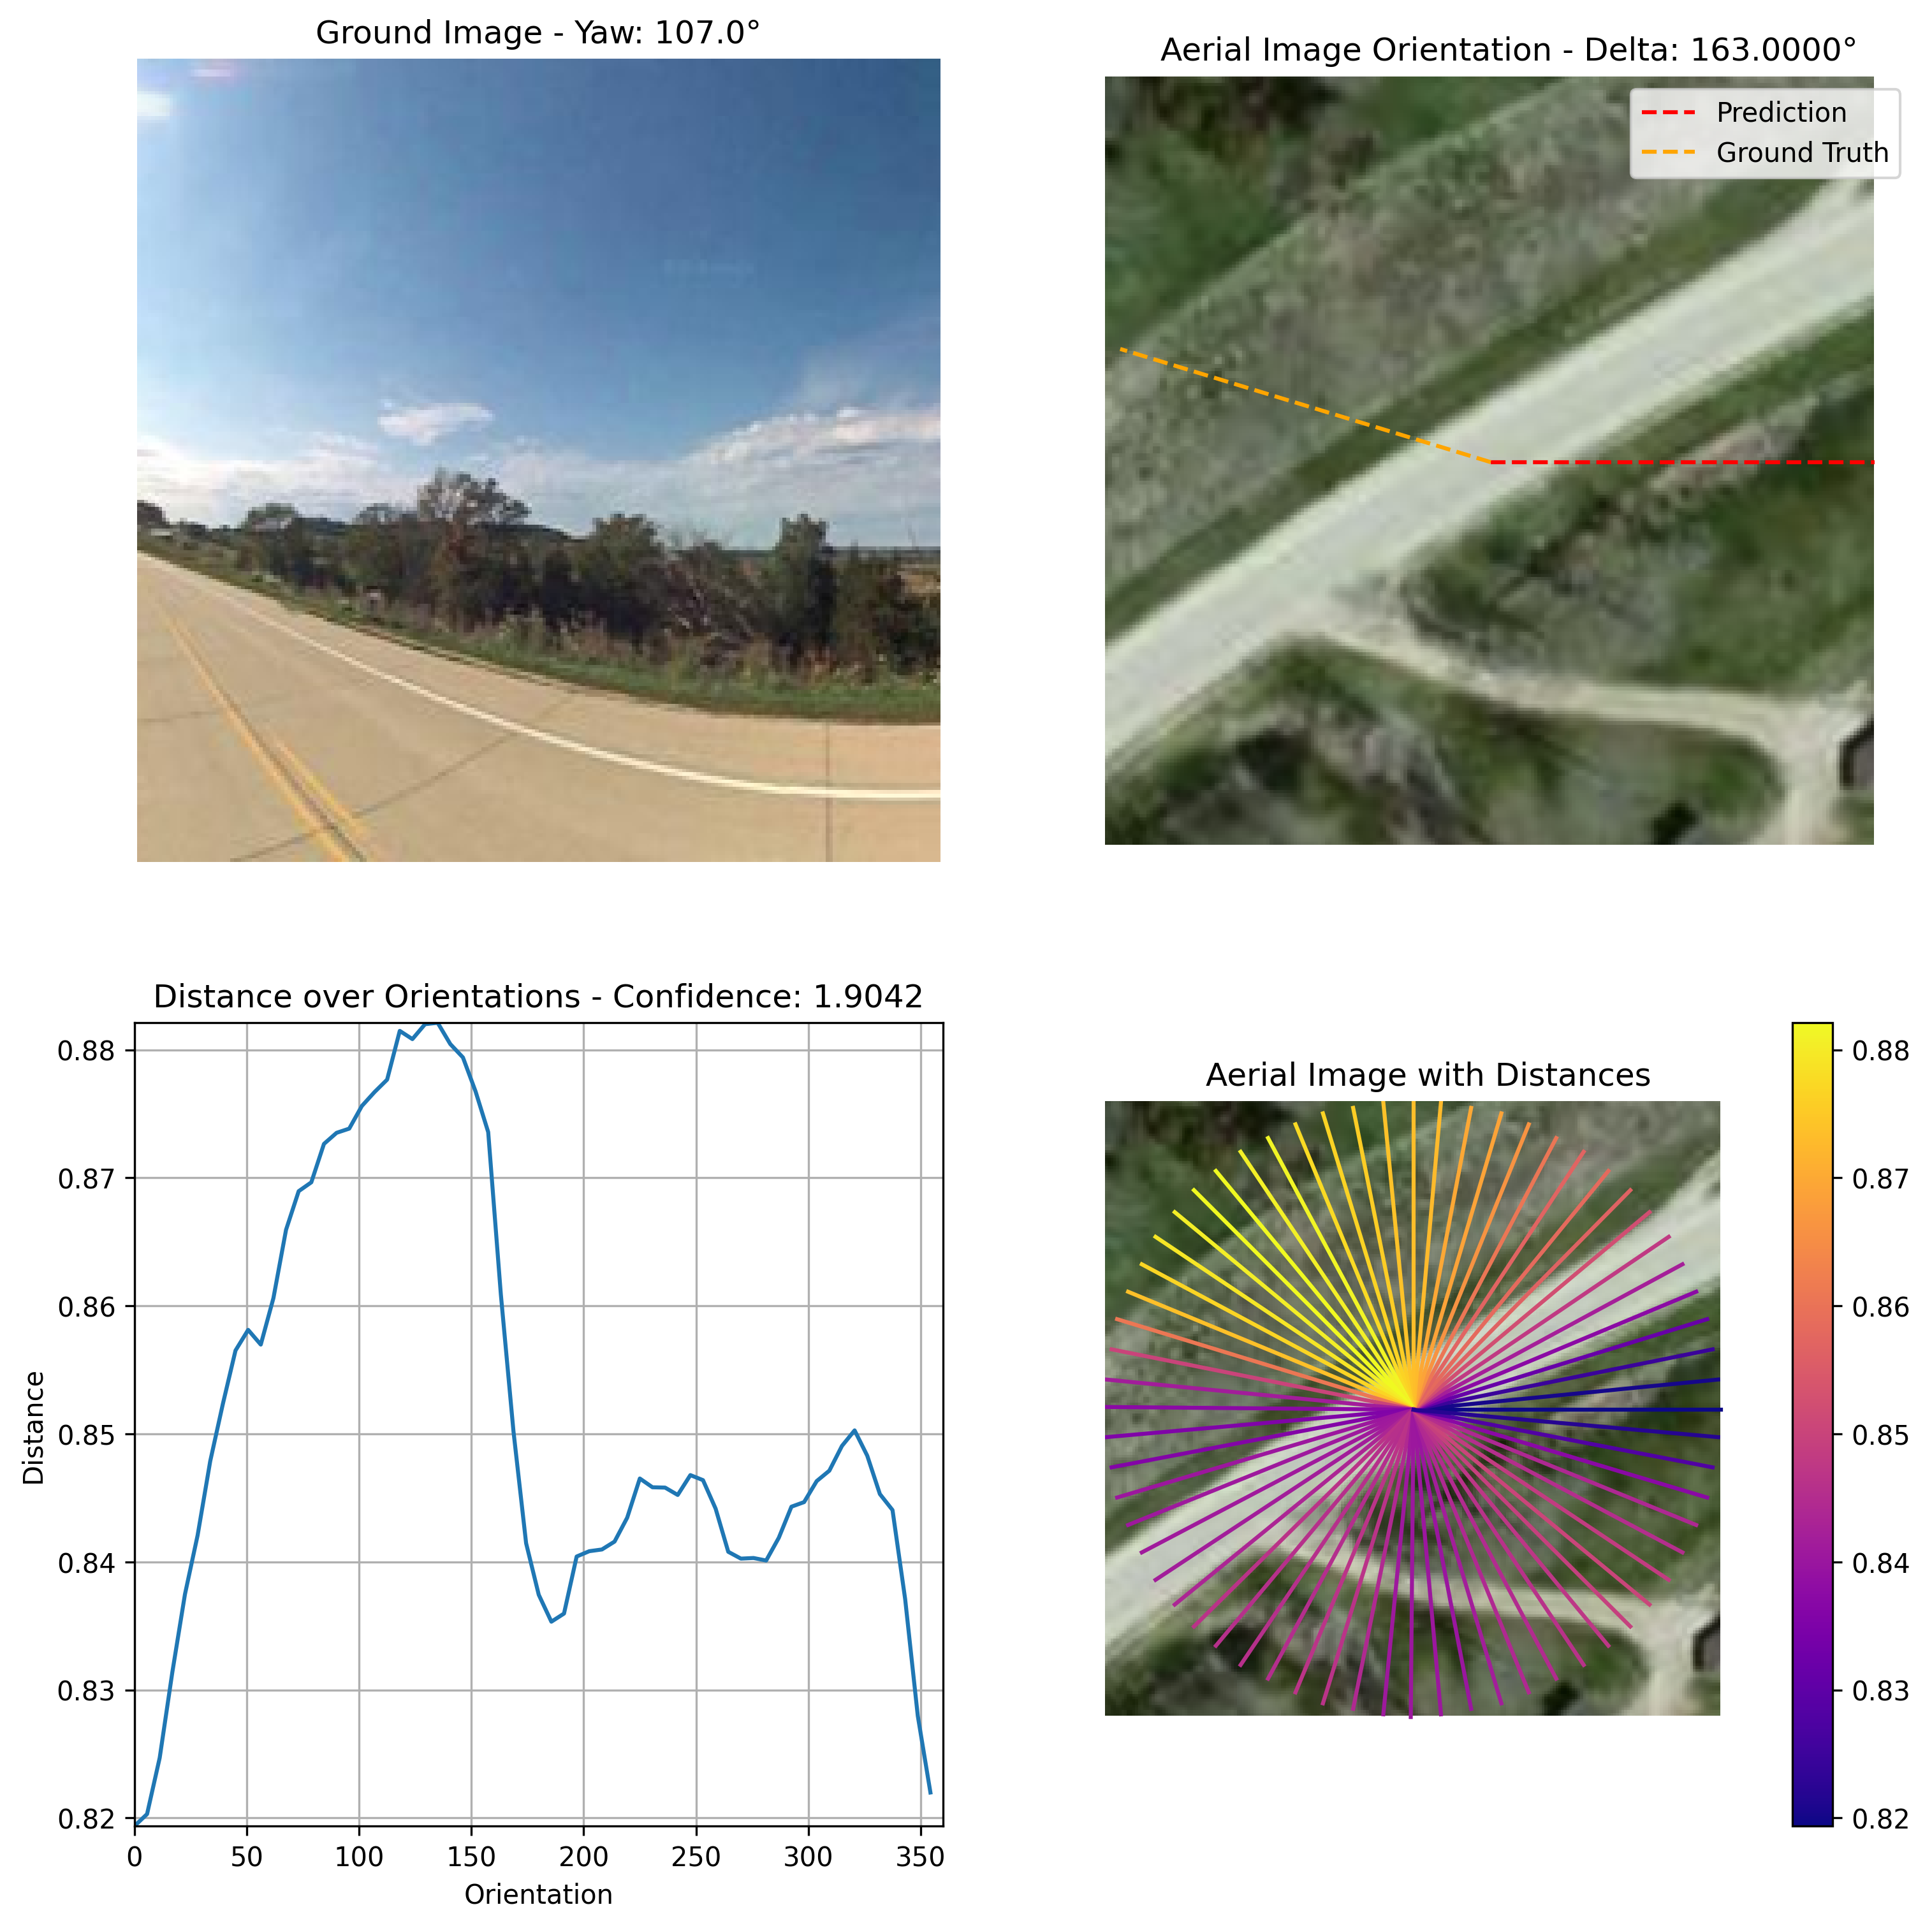 Ground Image - Yaw: 107.0°
Aerial Image Orientation - Delta: 163.0000°
Prediction
Ground Truth
Distance over Orientations - Confidence: 1.9042
0.88
0.87
0.86
0.85
0.84
0.83
0.82
Distance
0 50 100 150 200 250 300 350
Orientation
Aerial Image with Distances
0.88
0.87
0.86
0.85
0.84
0.83
0.82